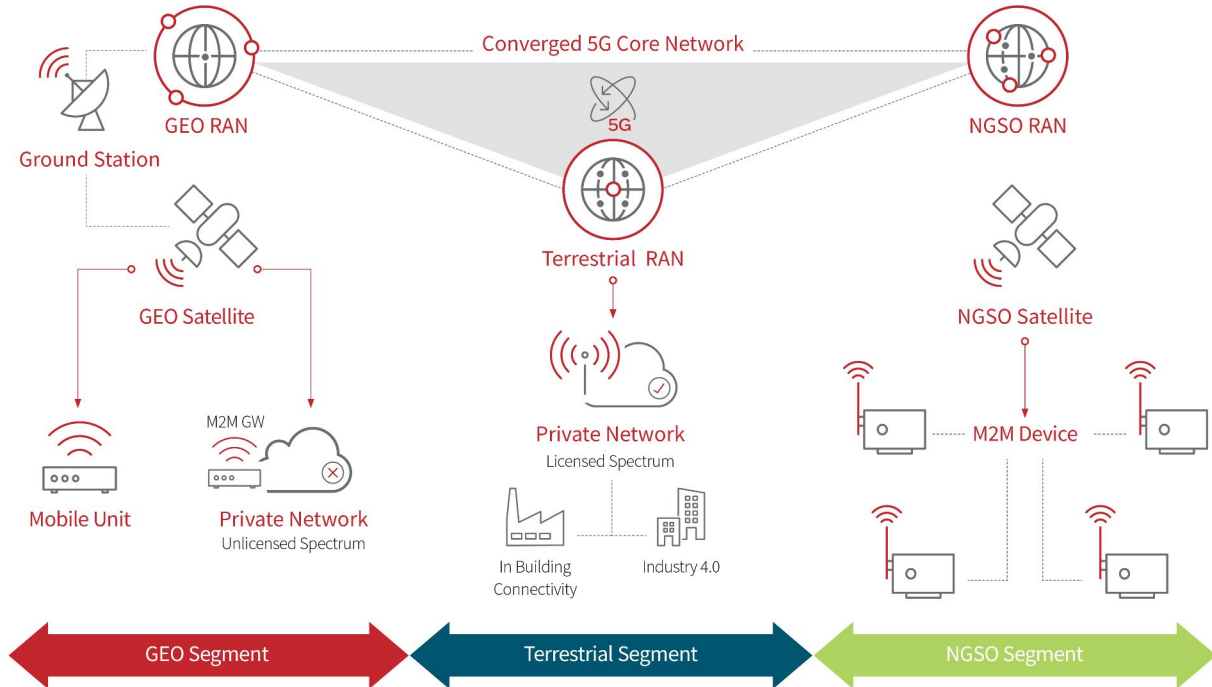 Converged 5G Core Network
5G
GEO RAN
NGSO RAN
Ground Station
Terrestrial RAN
GEO Satellite
NGSO Satellite
M2M GW
Private Network
Licensed Spectrum
M2M Device
Mobile Unit
Private Network
Unlicensed Spectrum
In Building
Connectivity
Industry 4.0
GEO Segment
Terrestrial Segment
NGSO Segment